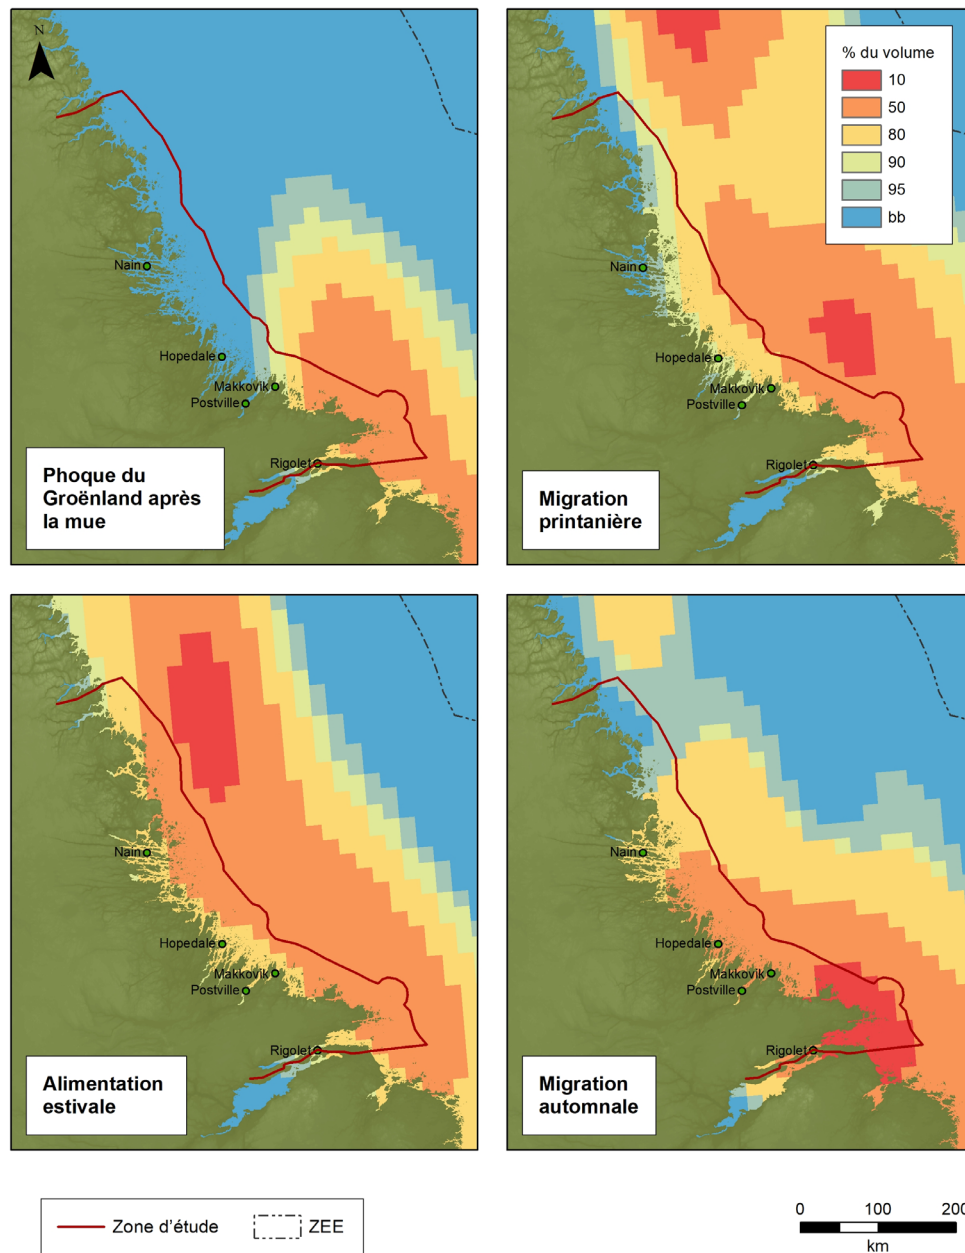 N
Nain
Hopedale
Makkovik
Postville
Rigolet
Phoque du
Groënland après
la mue
% du volume
10
50
80
90
95
bb
Nain
Hopedale
Makkovik
Postville
Rigolet
Migration
printanière
Nain
Hopedale
Makkovik
Postville
Rigolet
Alimentation
estivale
Nain
Hopedale
Makkovik
Postville
Rigolet
Migration
automnale
Zone d'étude
ZEE
0 100 200
km